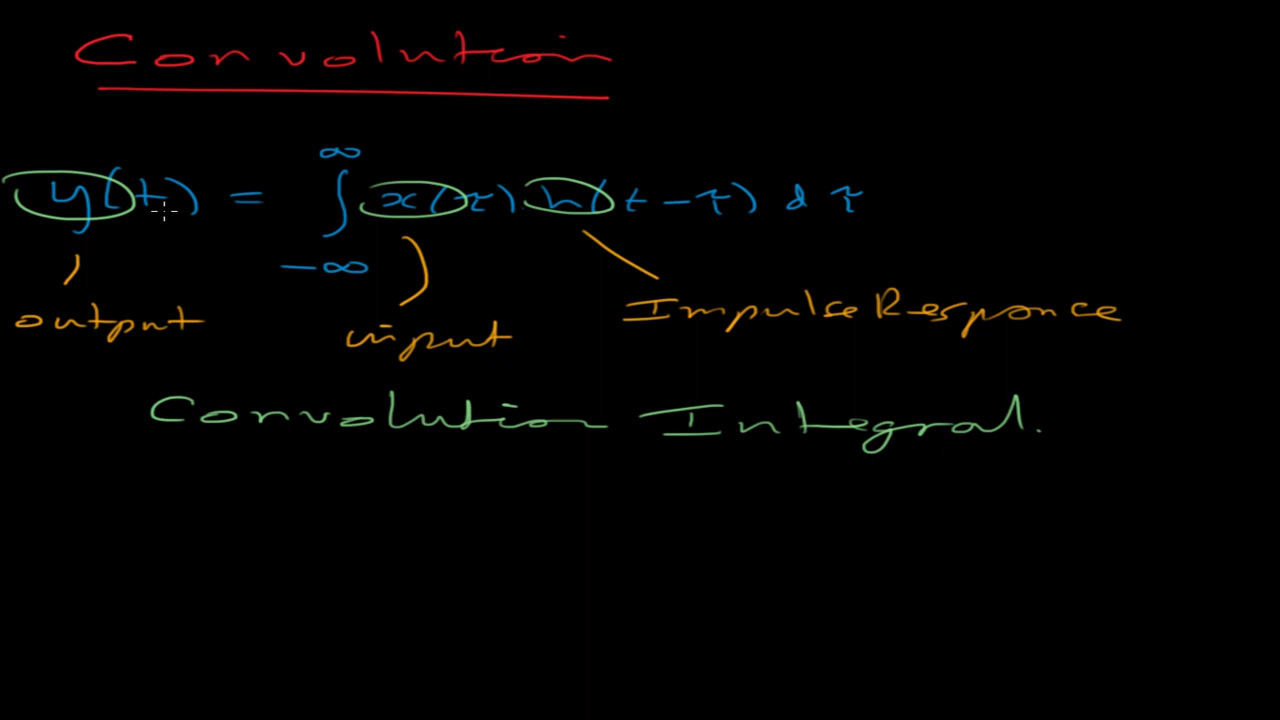 Convolution
∞
y(t) = ∫ x(τ).h(t-τ) dτ
-∞
output input Impulse Responce
Convolution Integral.